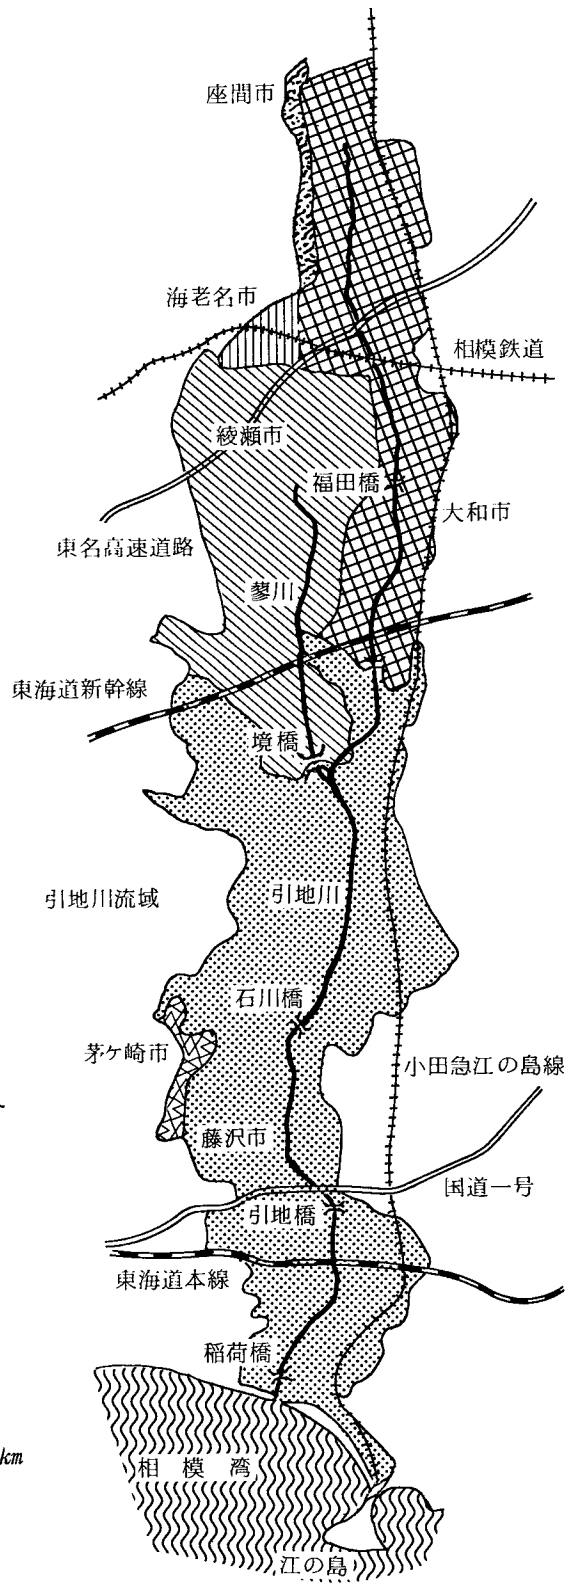 座間市
海老名市
相模鉄道
綾瀬市
福田橋
大和市
東名高速道路
蓼川
東海道新幹線
境橋
引地川流域
引地川
石川橋
茅ケ崎市
小田急江の島線
藤沢市
国道一号
引地橋
東海道本線
稲荷橋
km
相模湾
江の島